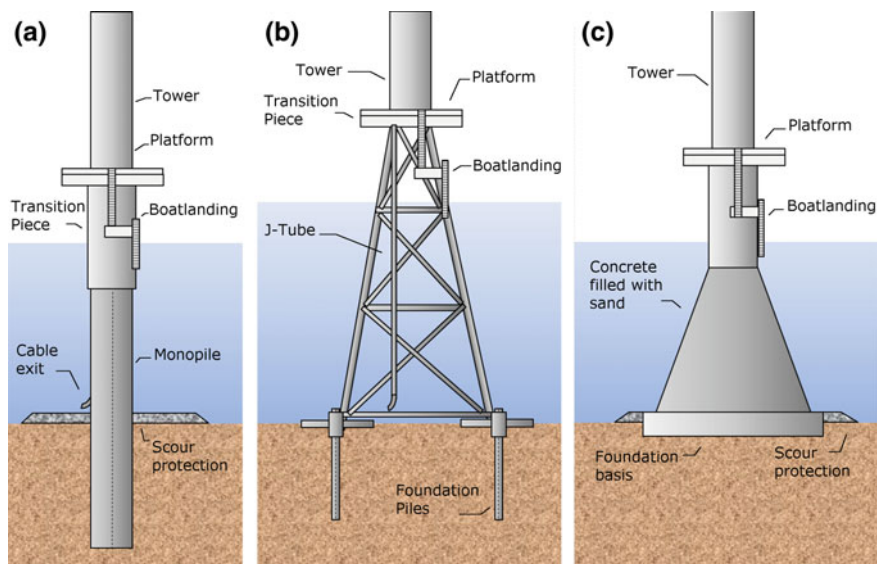 (a)
Tower
Platform
Transition
Piece
Boatlanding
Cable
exit
Monopile
Scour
protection
(b)
Tower
Platform
Transition
Piece
Boatlanding
J-Tube
Foundation
Piles
(c)
Tower
Platform
Boatlanding
Concrete
filled with
sand
Foundation
basis
Scour
protection